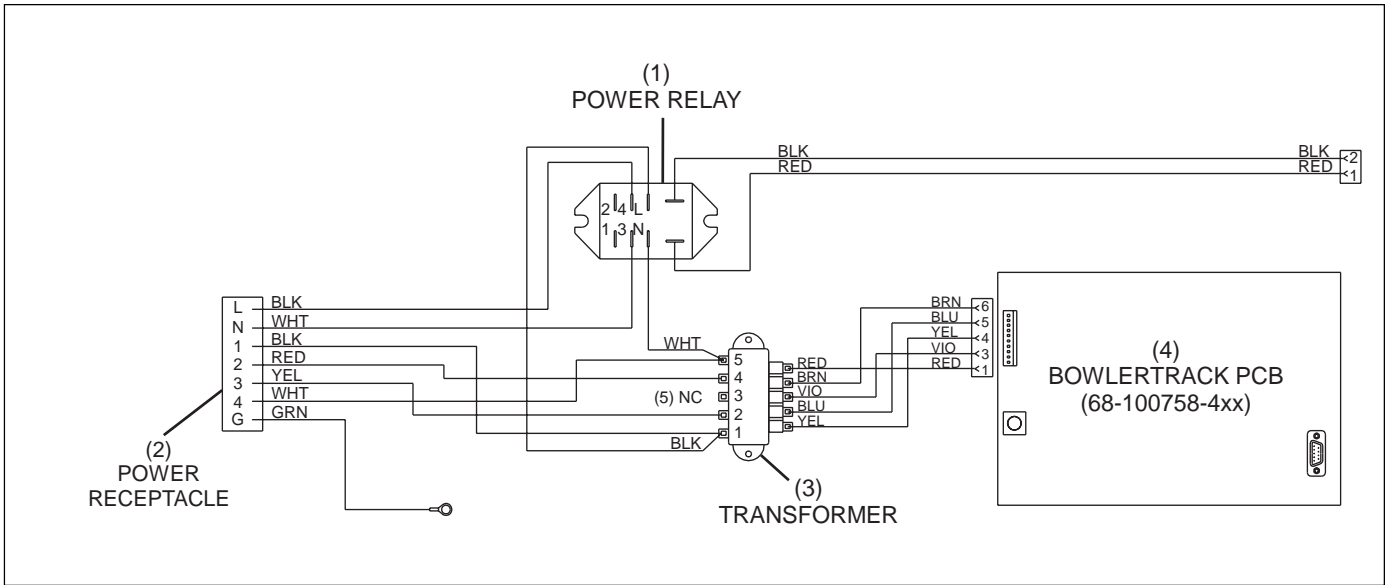 (1)
POWER RELAY
BLK
BLK
2
RED
RED
1
2 4 L
1 3 N
L BLK
N WHT
1 BLK
2 RED
3 YEL
4 WHT
G GRN
(2)
POWER
RECEPTACLE
WHT
5
4
(5) NC
3
2
1
BLK
RED
BRN
VIO
BLU
YEL
(3)
TRANSFORMER
BRN 6
BLU 5
YEL 4
VIO 3
RED 1
(4)
BOWLERTRACK PCB
(68-100758-4xx)